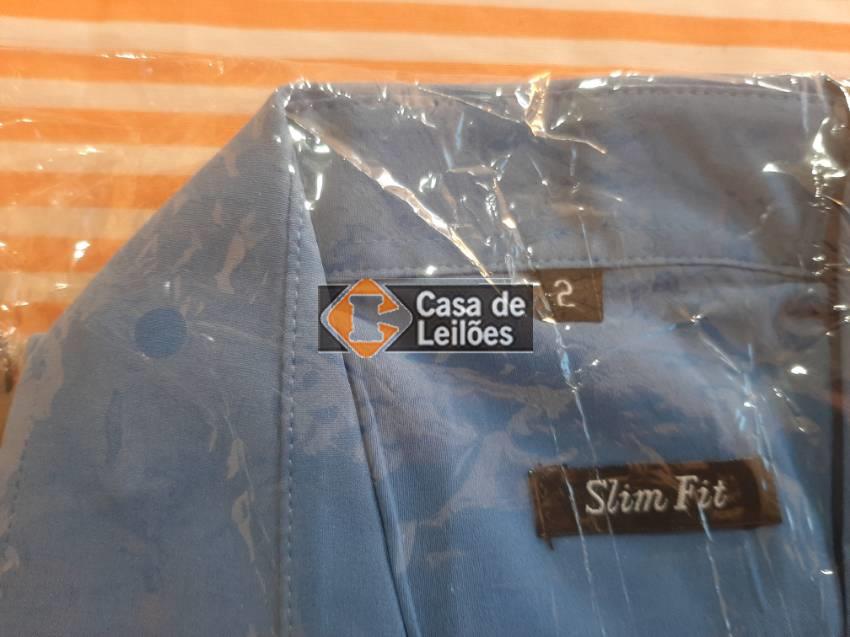 Casa de
Leilões
2
Slim Fit